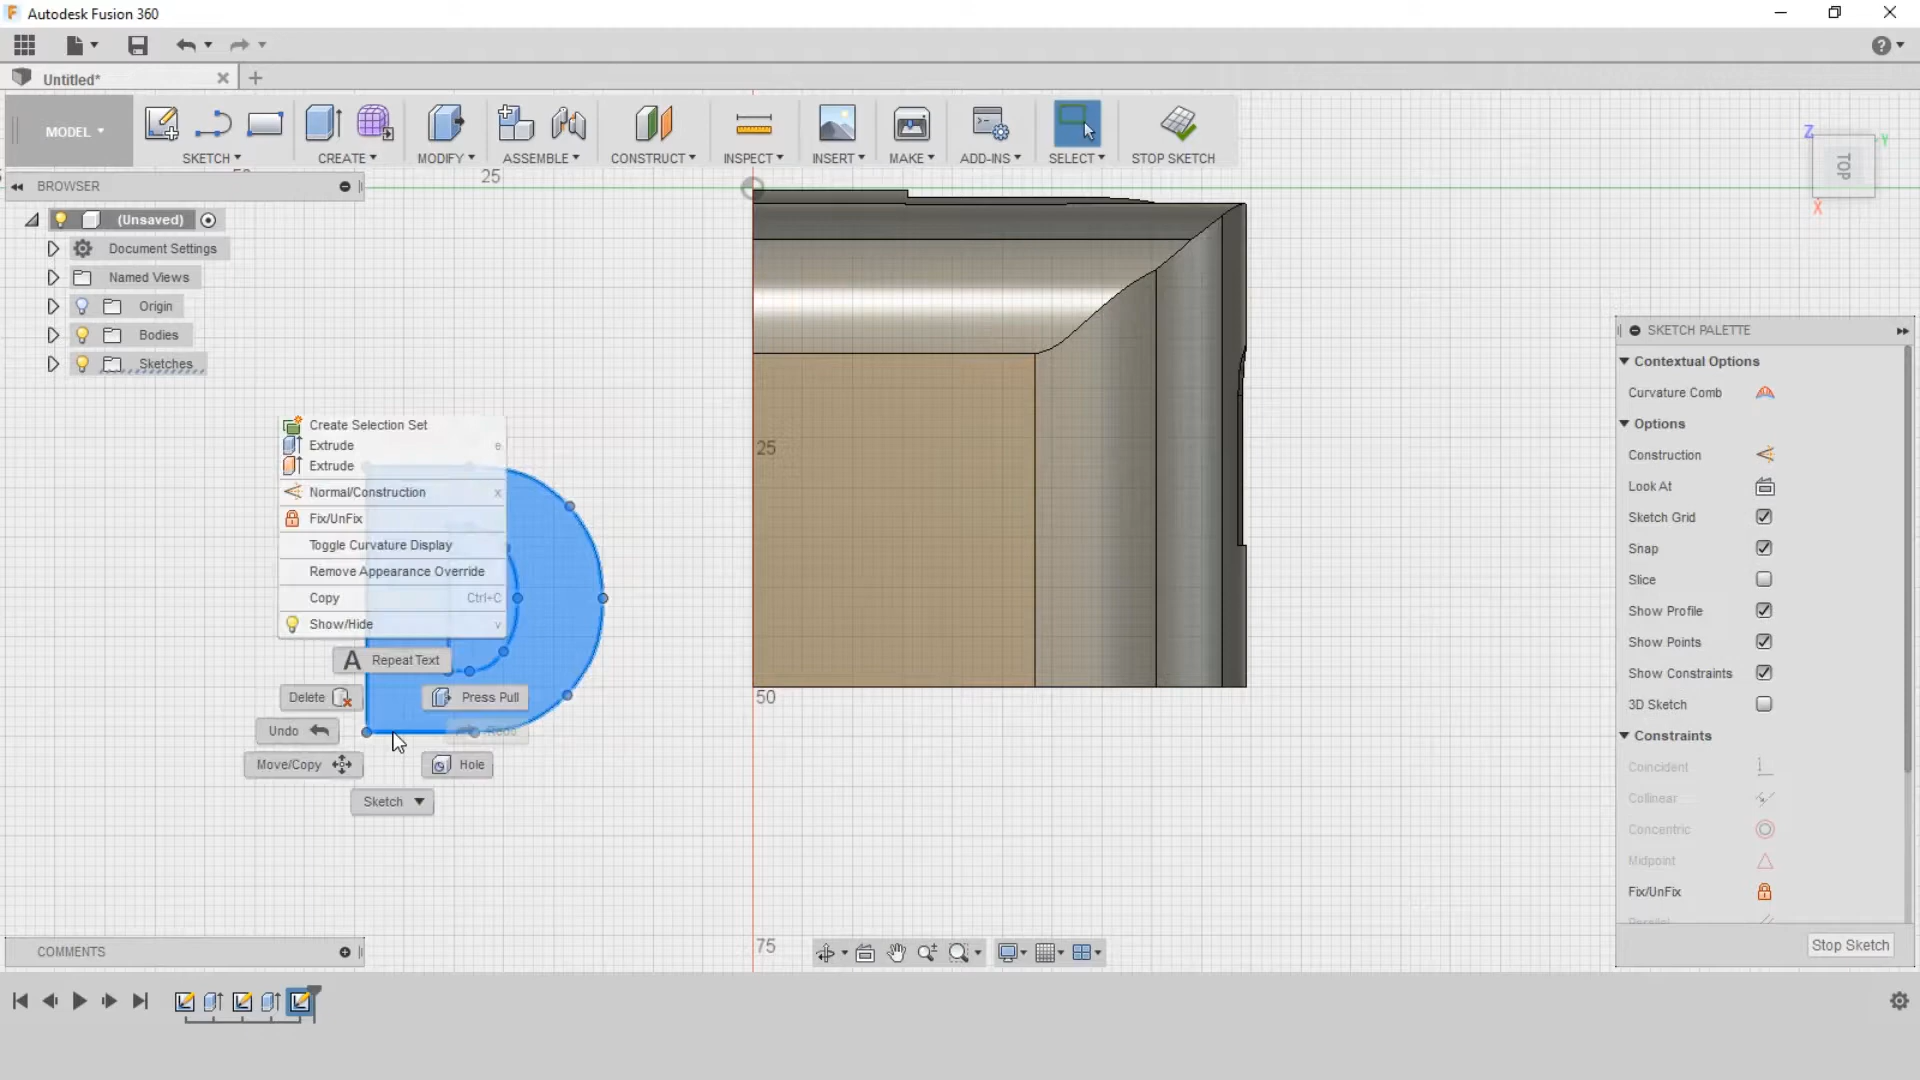 Autodesk Fusion 360
Untitled*
MODEL
SKETCH
CREATE
MODIFY
ASSEMBLE
CONSTRUCT
INSPECT
INSERT
MAKE
ADD-INS
SELECT
STOP SKETCH
25
BROWSER
(Unsaved)
Document Settings
Named Views
Origin
Bodies
Sketches
Z
Y
TOP
X
Create Selection Set
Extrude e
Extrude
Normal/Construction x
Fix/UnFix
Toggle Curvature Display
Remove Appearance Override
Copy Ctrl+C
Show/Hide v
A Repeat Text
Delete
Press Pull
Undo
Redo
Move/Copy
Hole
Sketch
25
50
75
SKETCH PALETTE
Contextual Options
Curvature Comb
Options
Construction
Look At
Sketch Grid
Snap
Slice
Show Profile
Show Points
Show Constraints
3D Sketch
Constraints
Coincident
Collinear
Concentric
Midpoint
Fix/UnFix
Stop Sketch
COMMENTS